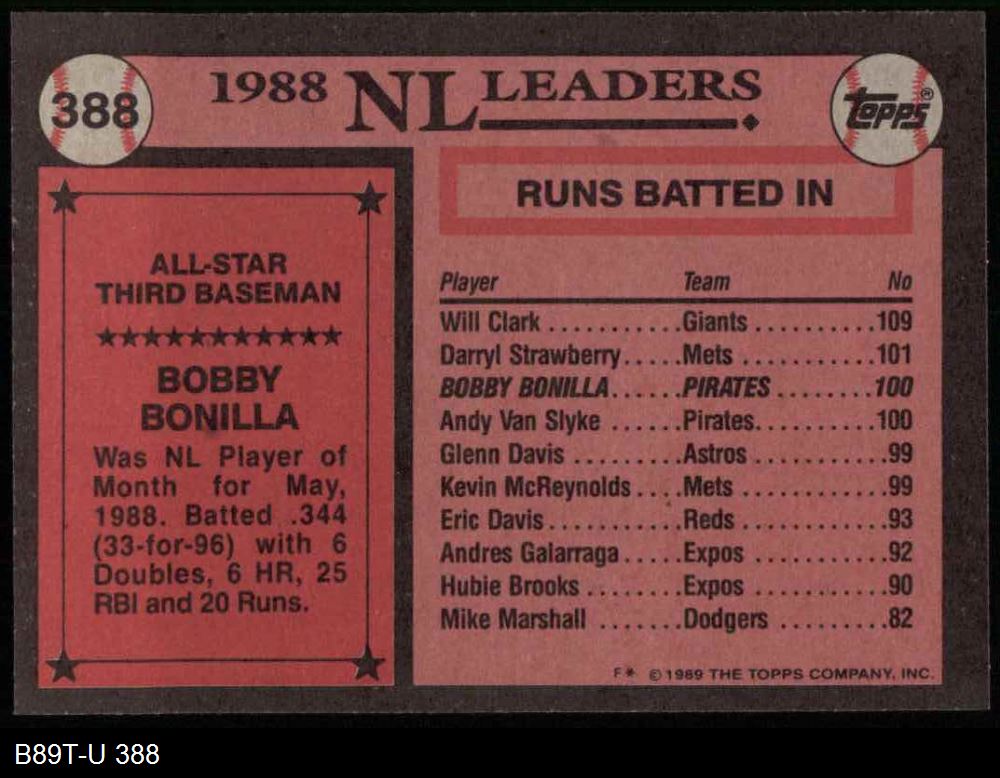 388
1988 NL LEADERS
TOPPS®
ALL-STAR
THIRD BASEMAN
BOBBY
BONILLA
Was NL Player of
Month for May,
1988. Batted .344
(33-for-96) with 6
Doubles, 6 HR, 25
RBI and 20 Runs.
RUNS BATTED IN
Player Team No
Will Clark ...........Giants ..........109
Darryl Strawberry.....Mets ............101
BOBBY BONILLA......PIRATES ........100
Andy Van Slyke ......Pirates..........100
Glenn Davis .........Astros ...........99
Kevin McReynolds ....Mets ............99
Eric Davis...........Reds ............93
Andres Galarraga.....Expos ...........92
Hubie Brooks ........Expos ...........90
Mike Marshall .......Dodgers .........82
F* © 1989 THE TOPPS COMPANY, INC.
B89T-U 388